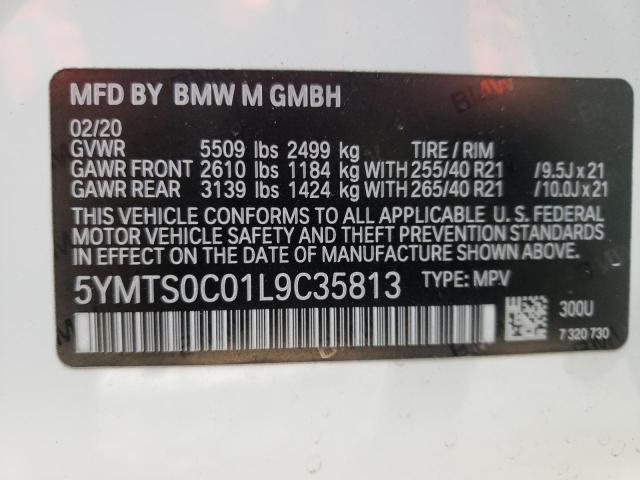 MFD BY BMW M GMBH
02/20
GVWR 5509 lbs 2499 kg TIRE / RIM
GAWR FRONT 2610 lbs 1184 kg WITH 255/40 R21 /9.5J x 21
GAWR REAR 3139 lbs 1424 kg WITH 265/40 R21 /10.0J x 21
THIS VEHICLE CONFORMS TO ALL APPLICABLE U. S. FEDERAL
MOTOR VEHICLE SAFETY AND THEFT PREVENTION STANDARDS
IN EFFECT ON THE DATE OF MANUFACTURE SHOWN ABOVE.
5YMTS0C01L9C35813 TYPE: MPV
300U
7 320 730